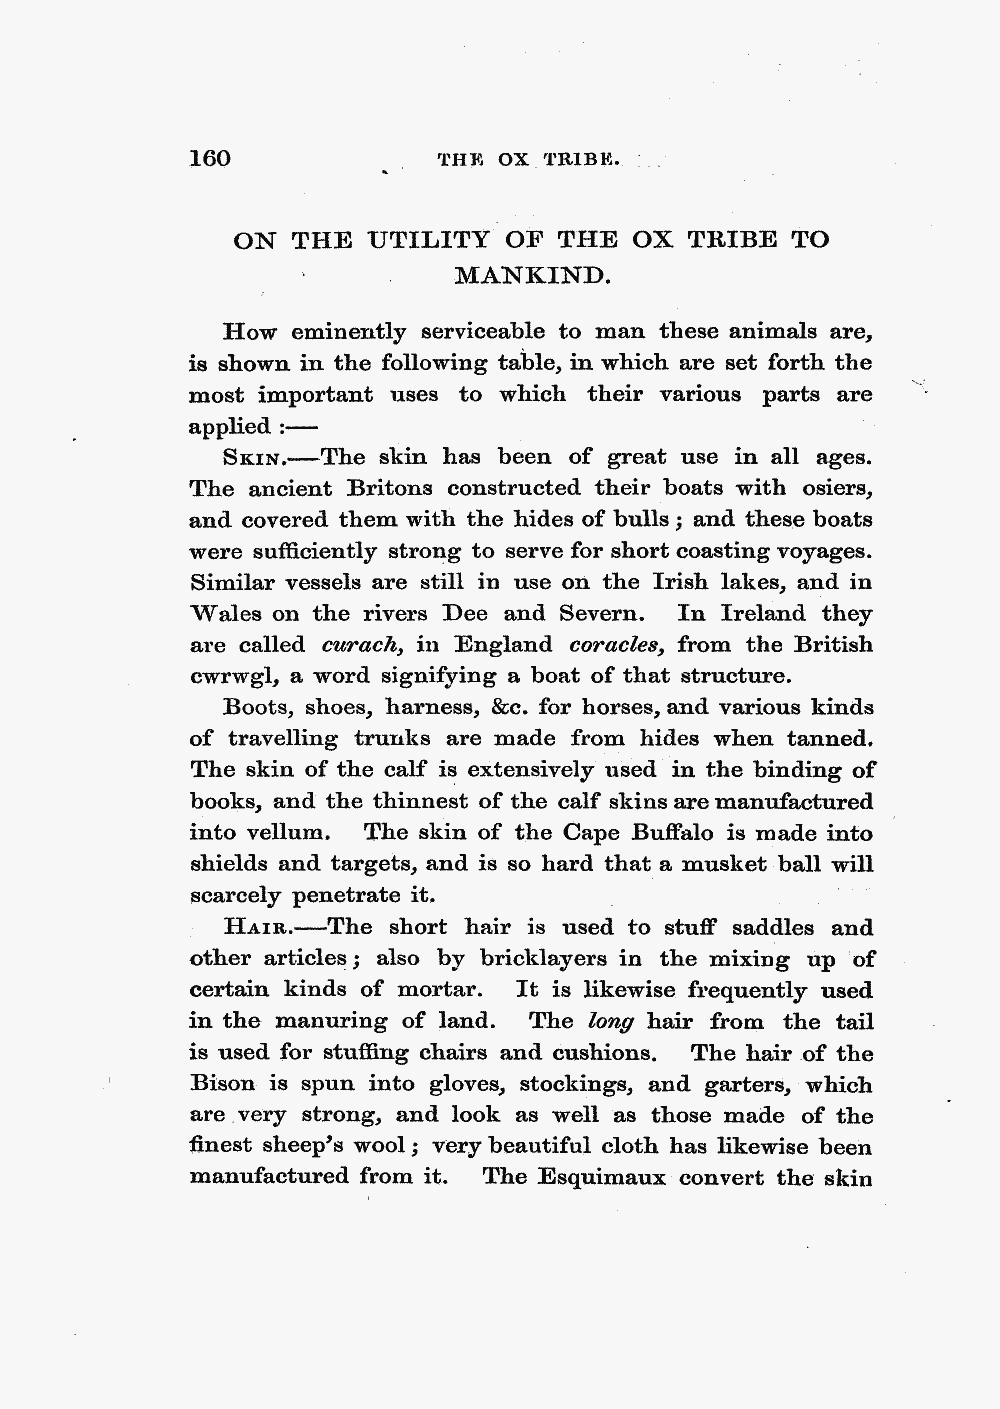 160 THE OX TRIBE.
ON THE UTILITY OF THE OX TRIBE TO
MANKIND.
How eminently serviceable to man these animals are,
is shown in the following table, in which are set forth the
most important uses to which their various parts are
applied :—
SKIN.—The skin has been of great use in all ages.
The ancient Britons constructed their boats with osiers,
and covered them with the hides of bulls ; and these boats
were sufficiently strong to serve for short coasting voyages.
Similar vessels are still in use on the Irish lakes, and in
Wales on the rivers Dee and Severn. In Ireland they
are called curach, in England coracles, from the British
cwrwgl, a word signifying a boat of that structure.
Boots, shoes, harness, &c. for horses, and various kinds
of travelling trunks are made from hides when tanned.
The skin of the calf is extensively used in the binding of
books, and the thinnest of the calf skins are manufactured
into vellum. The skin of the Cape Buffalo is made into
shields and targets, and is so hard that a musket ball will
scarcely penetrate it.
HAIR.—The short hair is used to stuff saddles and
other articles ; also by bricklayers in the mixing up of
certain kinds of mortar. It is likewise frequently used
in the manuring of land. The long hair from the tail
is used for stuffing chairs and cushions. The hair of the
Bison is spun into gloves, stockings, and garters, which
are very strong, and look as well as those made of the
finest sheep's wool ; very beautiful cloth has likewise been
manufactured from it. The Esquimaux convert the skin